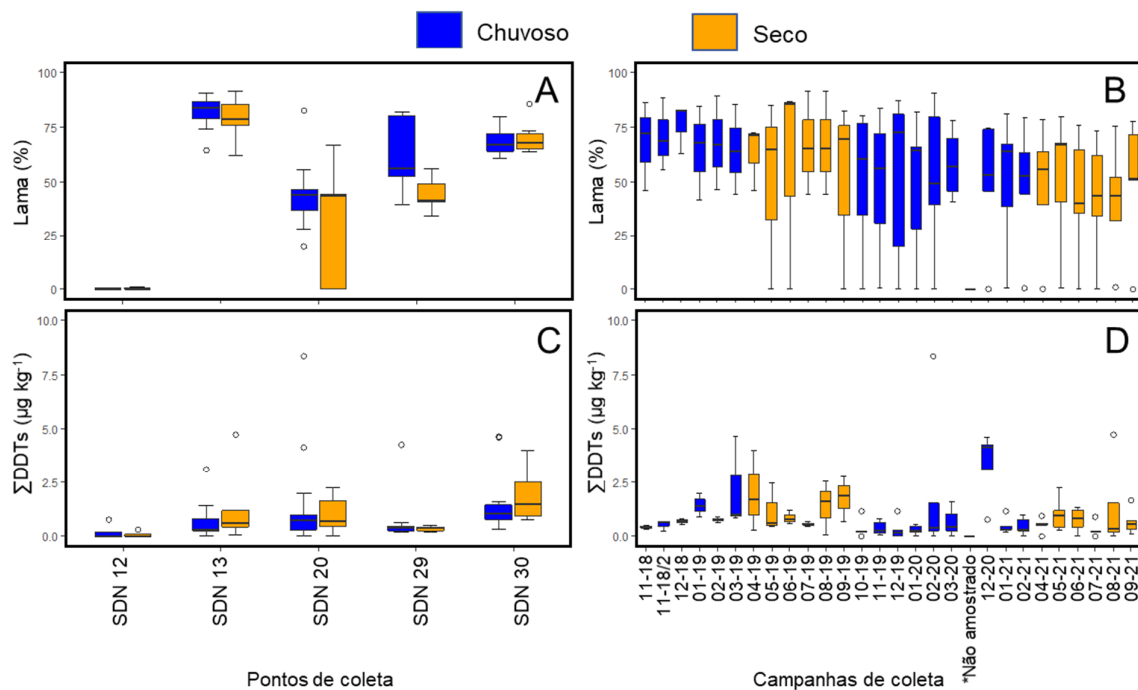 Chuvoso
Seco
A
Lama (%)
100
75
50
25
0
B
Lama (%)
100
75
50
25
0
C
∑DDTs (µg kg⁻¹)
10.0
7.5
5.0
2.5
0.0
SDN 12
SDN 13
SDN 20
SDN 29
SDN 30
Pontos de coleta
D
∑DDTs (µg kg⁻¹)
10.0
7.5
5.0
2.5
0.0
11-18
11-18/2
12-18
01-19
02-19
03-19
04-19
05-19
06-19
07-19
08-19
09-19
10-19
11-19
12-19
01-20
02-20
03-20
*Não amostrado
12-20
01-21
02-21
04-21
05-21
06-21
07-21
08-21
09-21
Campanhas de coleta